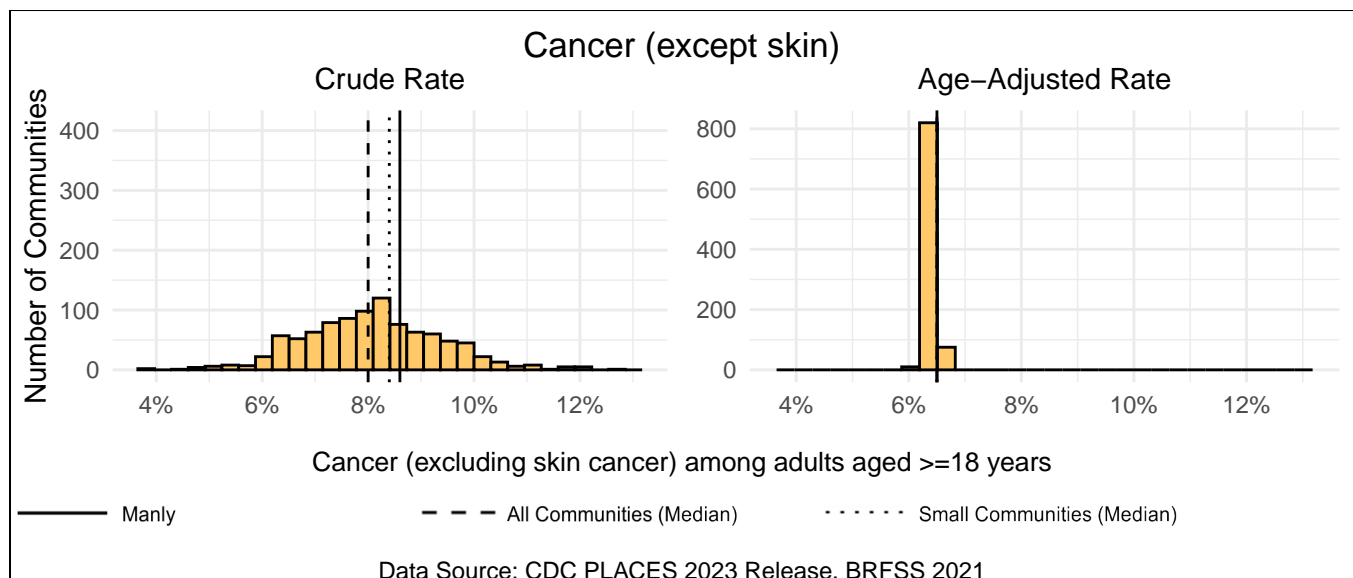 Cancer (except skin)
Crude Rate
Age−Adjusted Rate
Number of Communities
400
300
200
100
0
4%
6%
8%
10%
12%
800
600
400
200
0
4%
6%
8%
10%
12%
Cancer (excluding skin cancer) among adults aged >=18 years
Manly
All Communities (Median)
Small Communities (Median)
Data Source: CDC PLACES 2023 Release, BRFSS 2021